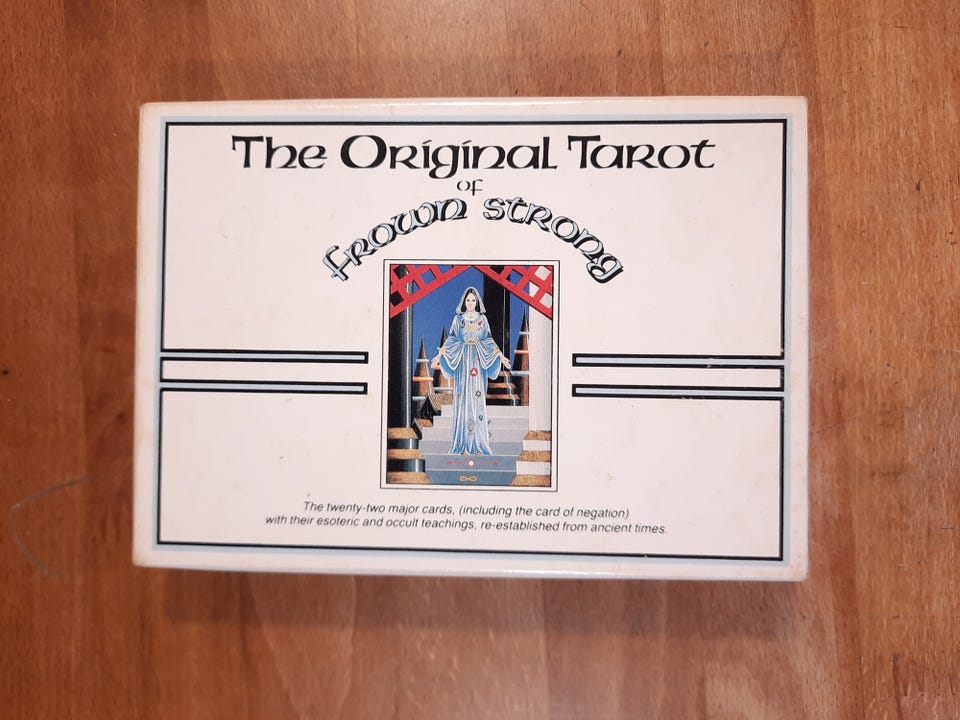 The Original Tarot
of
frown strong
The twenty-two major cards, (including the card of negation)
with their esoteric and occult teachings, re-established from ancient times.